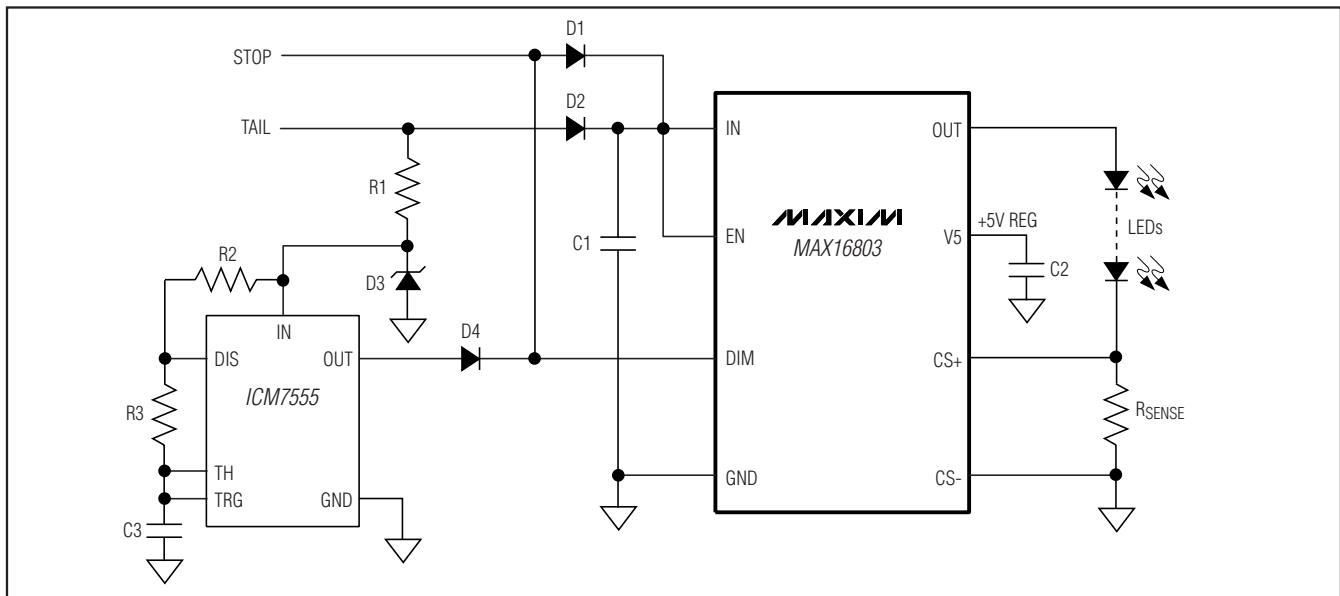 D1
STOP
D2
TAIL
IN
OUT
R1
MAXIM
MAX16803
+5V REG
V5
LEDs
EN
C1
C2
R2
D3
IN
D4
DIS
OUT
DIM
CS+
ICM7555
R3
RSENSE
TH
GND
CS-
TRG
GND
C3